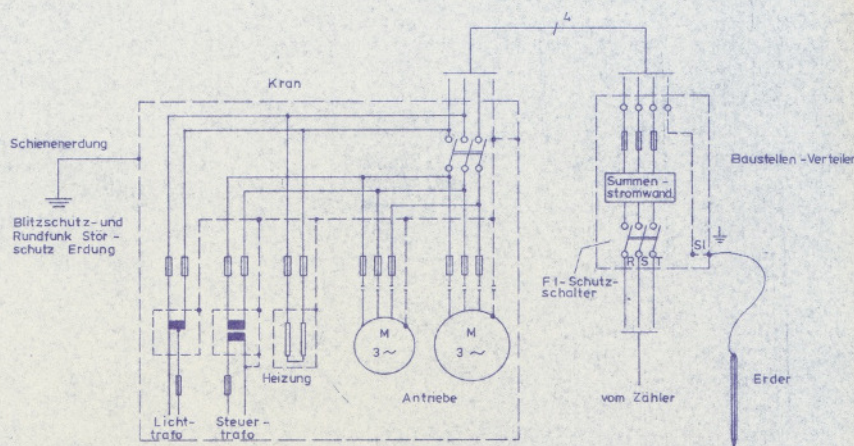 4
Kran
Schienenerdung
Blitzschutz- und
Rundfunk Stör -
schutz Erdung
Baustellen - Verteiler
Summen -
stromwand.
SI
R S T
F1-Schutz-
schalter
M
3 ~
M
3 ~
Heizung
Antriebe
vom Zähler
Erder
Licht-
trafo
Steuer-
trafo